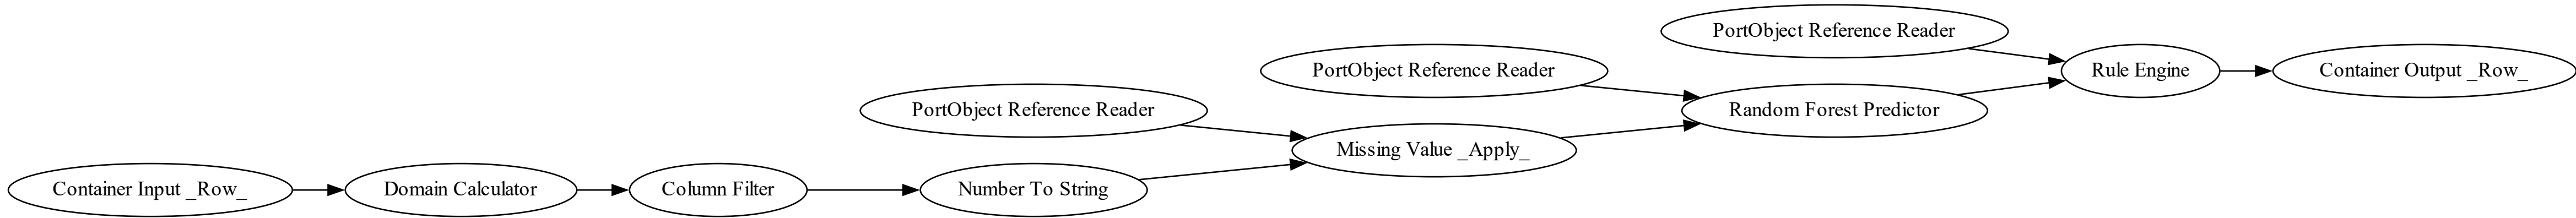 PortObject Reference Reader
PortObject Reference Reader
Rule Engine
Container Output _Row_
PortObject Reference Reader
Random Forest Predictor
Missing Value _Apply_
Container Input _Row_
Domain Calculator
Column Filter
Number To String